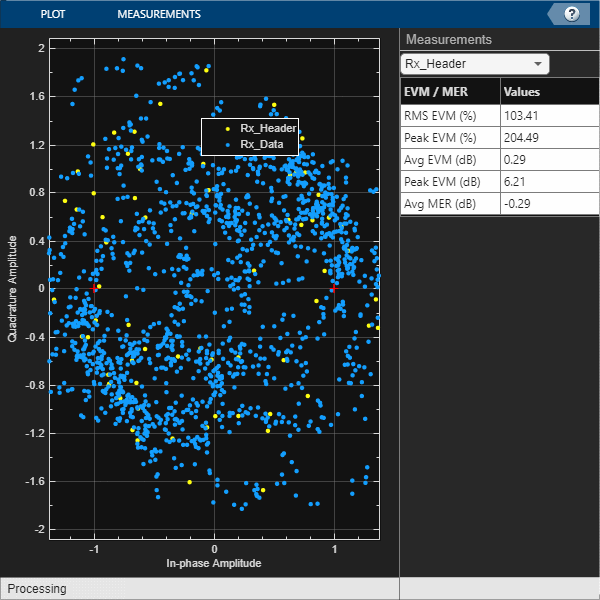 PLOT MEASUREMENTS ?
Measurements
Rx_Header
EVM / MER Values
RMS EVM (%) 103.41
Peak EVM (%) 204.49
Avg EVM (dB) 0.29
Peak EVM (dB) 6.21
Avg MER (dB) -0.29
Rx_Header
Rx_Data
2
1.6
1.2
0.8
0.4
0
-0.4
-0.8
-1.2
-1.6
-2
Quadrature Amplitude
-1 0 1
In-phase Amplitude
Processing